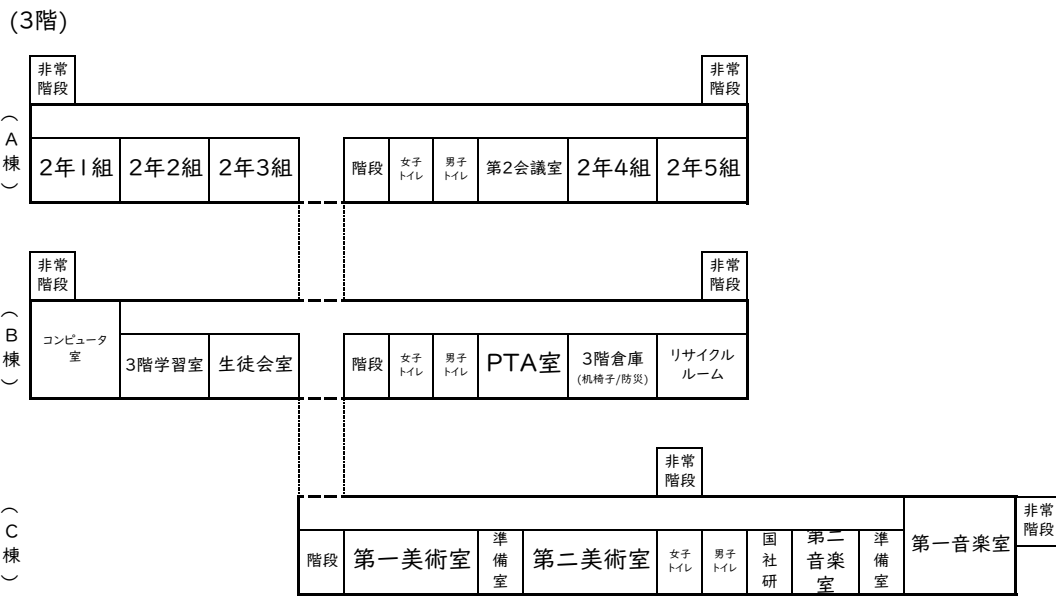 (3階)
非常
階段
非常
階段
（A棟）
2年1組
2年2組
2年3組
階段
女子
トイレ
男子
トイレ
第2会議室
2年4組
2年5組
非常
階段
非常
階段
（B棟）
コンピュータ
室
3階学習室
生徒会室
階段
女子
トイレ
男子
トイレ
PTA室
3階倉庫
(机椅子/防災)
リサイクル
ルーム
非常
階段
（C棟）
階段
第一美術室
準備室
第二美術室
女子
トイレ
男子
トイレ
国社研
第二
音楽
室
準備室
第一音楽室
非常
階段